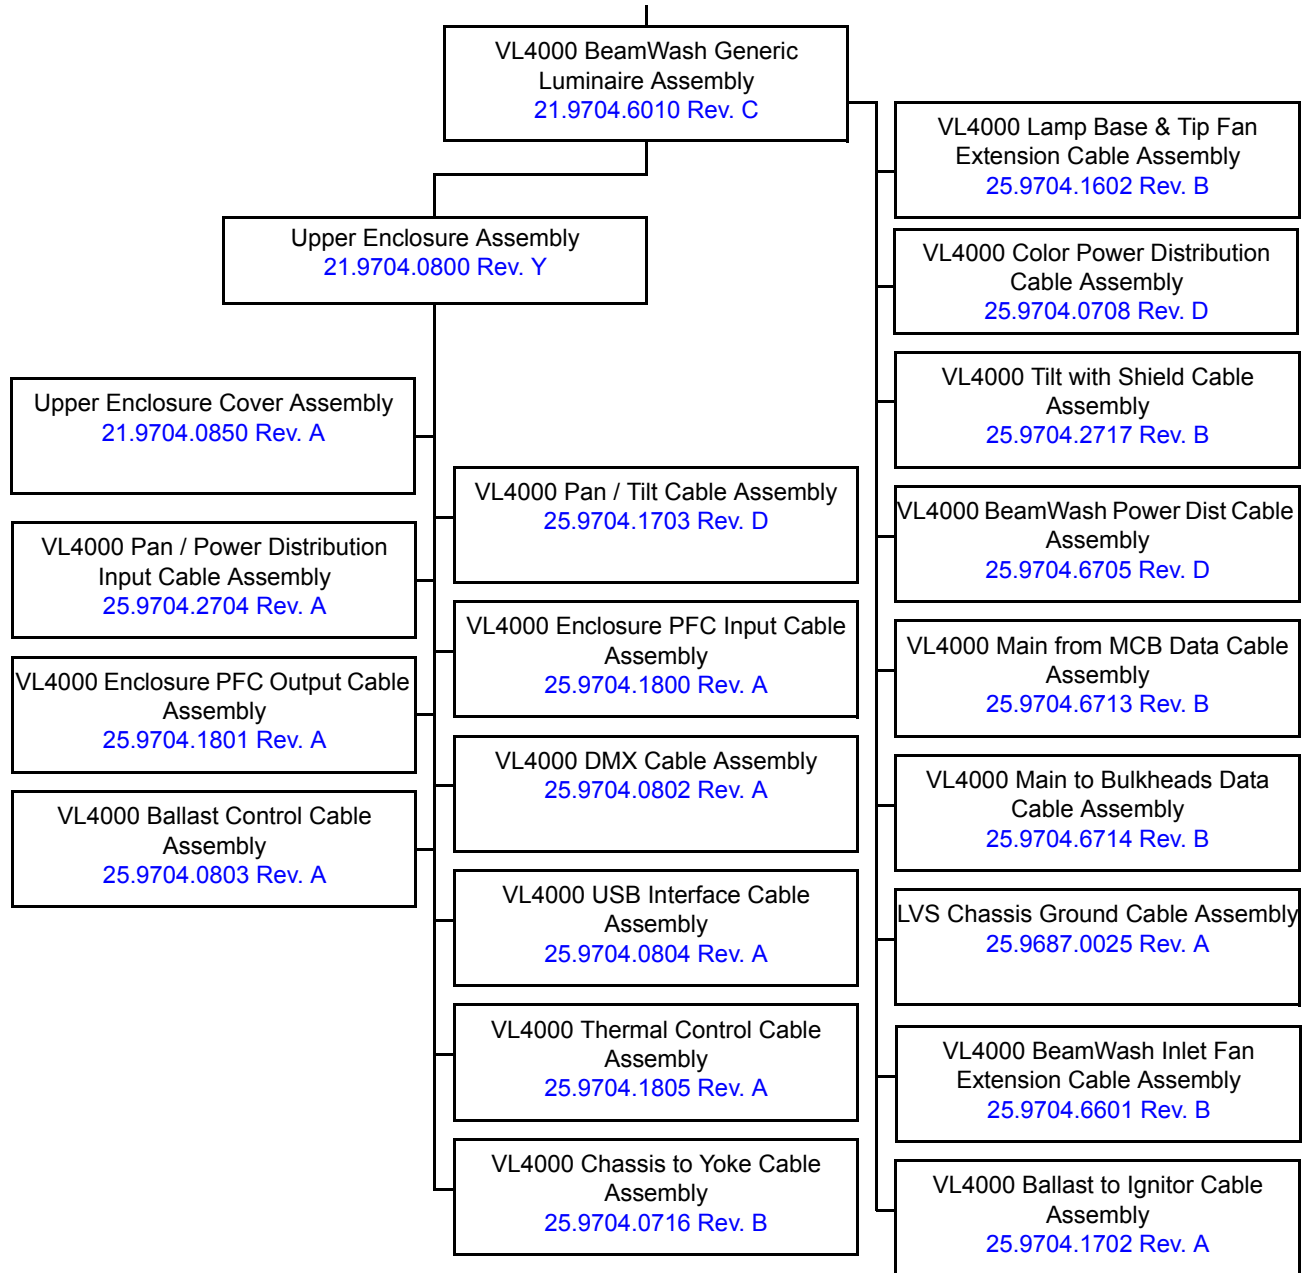 VL4000 BeamWash Generic
Luminaire Assembly
21.9704.6010 Rev. C
Upper Enclosure Assembly
21.9704.0800 Rev. Y
Upper Enclosure Cover Assembly
21.9704.0850 Rev. A
VL4000 Pan / Power Distribution
Input Cable Assembly
25.9704.2704 Rev. A
VL4000 Enclosure PFC Output Cable
Assembly
25.9704.1801 Rev. A
VL4000 Ballast Control Cable
Assembly
25.9704.0803 Rev. A
VL4000 Pan / Tilt Cable Assembly
25.9704.1703 Rev. D
VL4000 Enclosure PFC Input Cable
Assembly
25.9704.1800 Rev. A
VL4000 DMX Cable Assembly
25.9704.0802 Rev. A
VL4000 USB Interface Cable
Assembly
25.9704.0804 Rev. A
VL4000 Thermal Control Cable
Assembly
25.9704.1805 Rev. A
VL4000 Chassis to Yoke Cable
Assembly
25.9704.0716 Rev. B
VL4000 Lamp Base & Tip Fan
Extension Cable Assembly
25.9704.1602 Rev. B
VL4000 Color Power Distribution
Cable Assembly
25.9704.0708 Rev. D
VL4000 Tilt with Shield Cable
Assembly
25.9704.2717 Rev. B
VL4000 BeamWash Power Dist Cable
Assembly
25.9704.6705 Rev. D
VL4000 Main from MCB Data Cable
Assembly
25.9704.6713 Rev. B
VL4000 Main to Bulkheads Data
Cable Assembly
25.9704.6714 Rev. B
LVS Chassis Ground Cable Assembly
25.9687.0025 Rev. A
VL4000 BeamWash Inlet Fan
Extension Cable Assembly
25.9704.6601 Rev. B
VL4000 Ballast to Ignitor Cable
Assembly
25.9704.1702 Rev. A